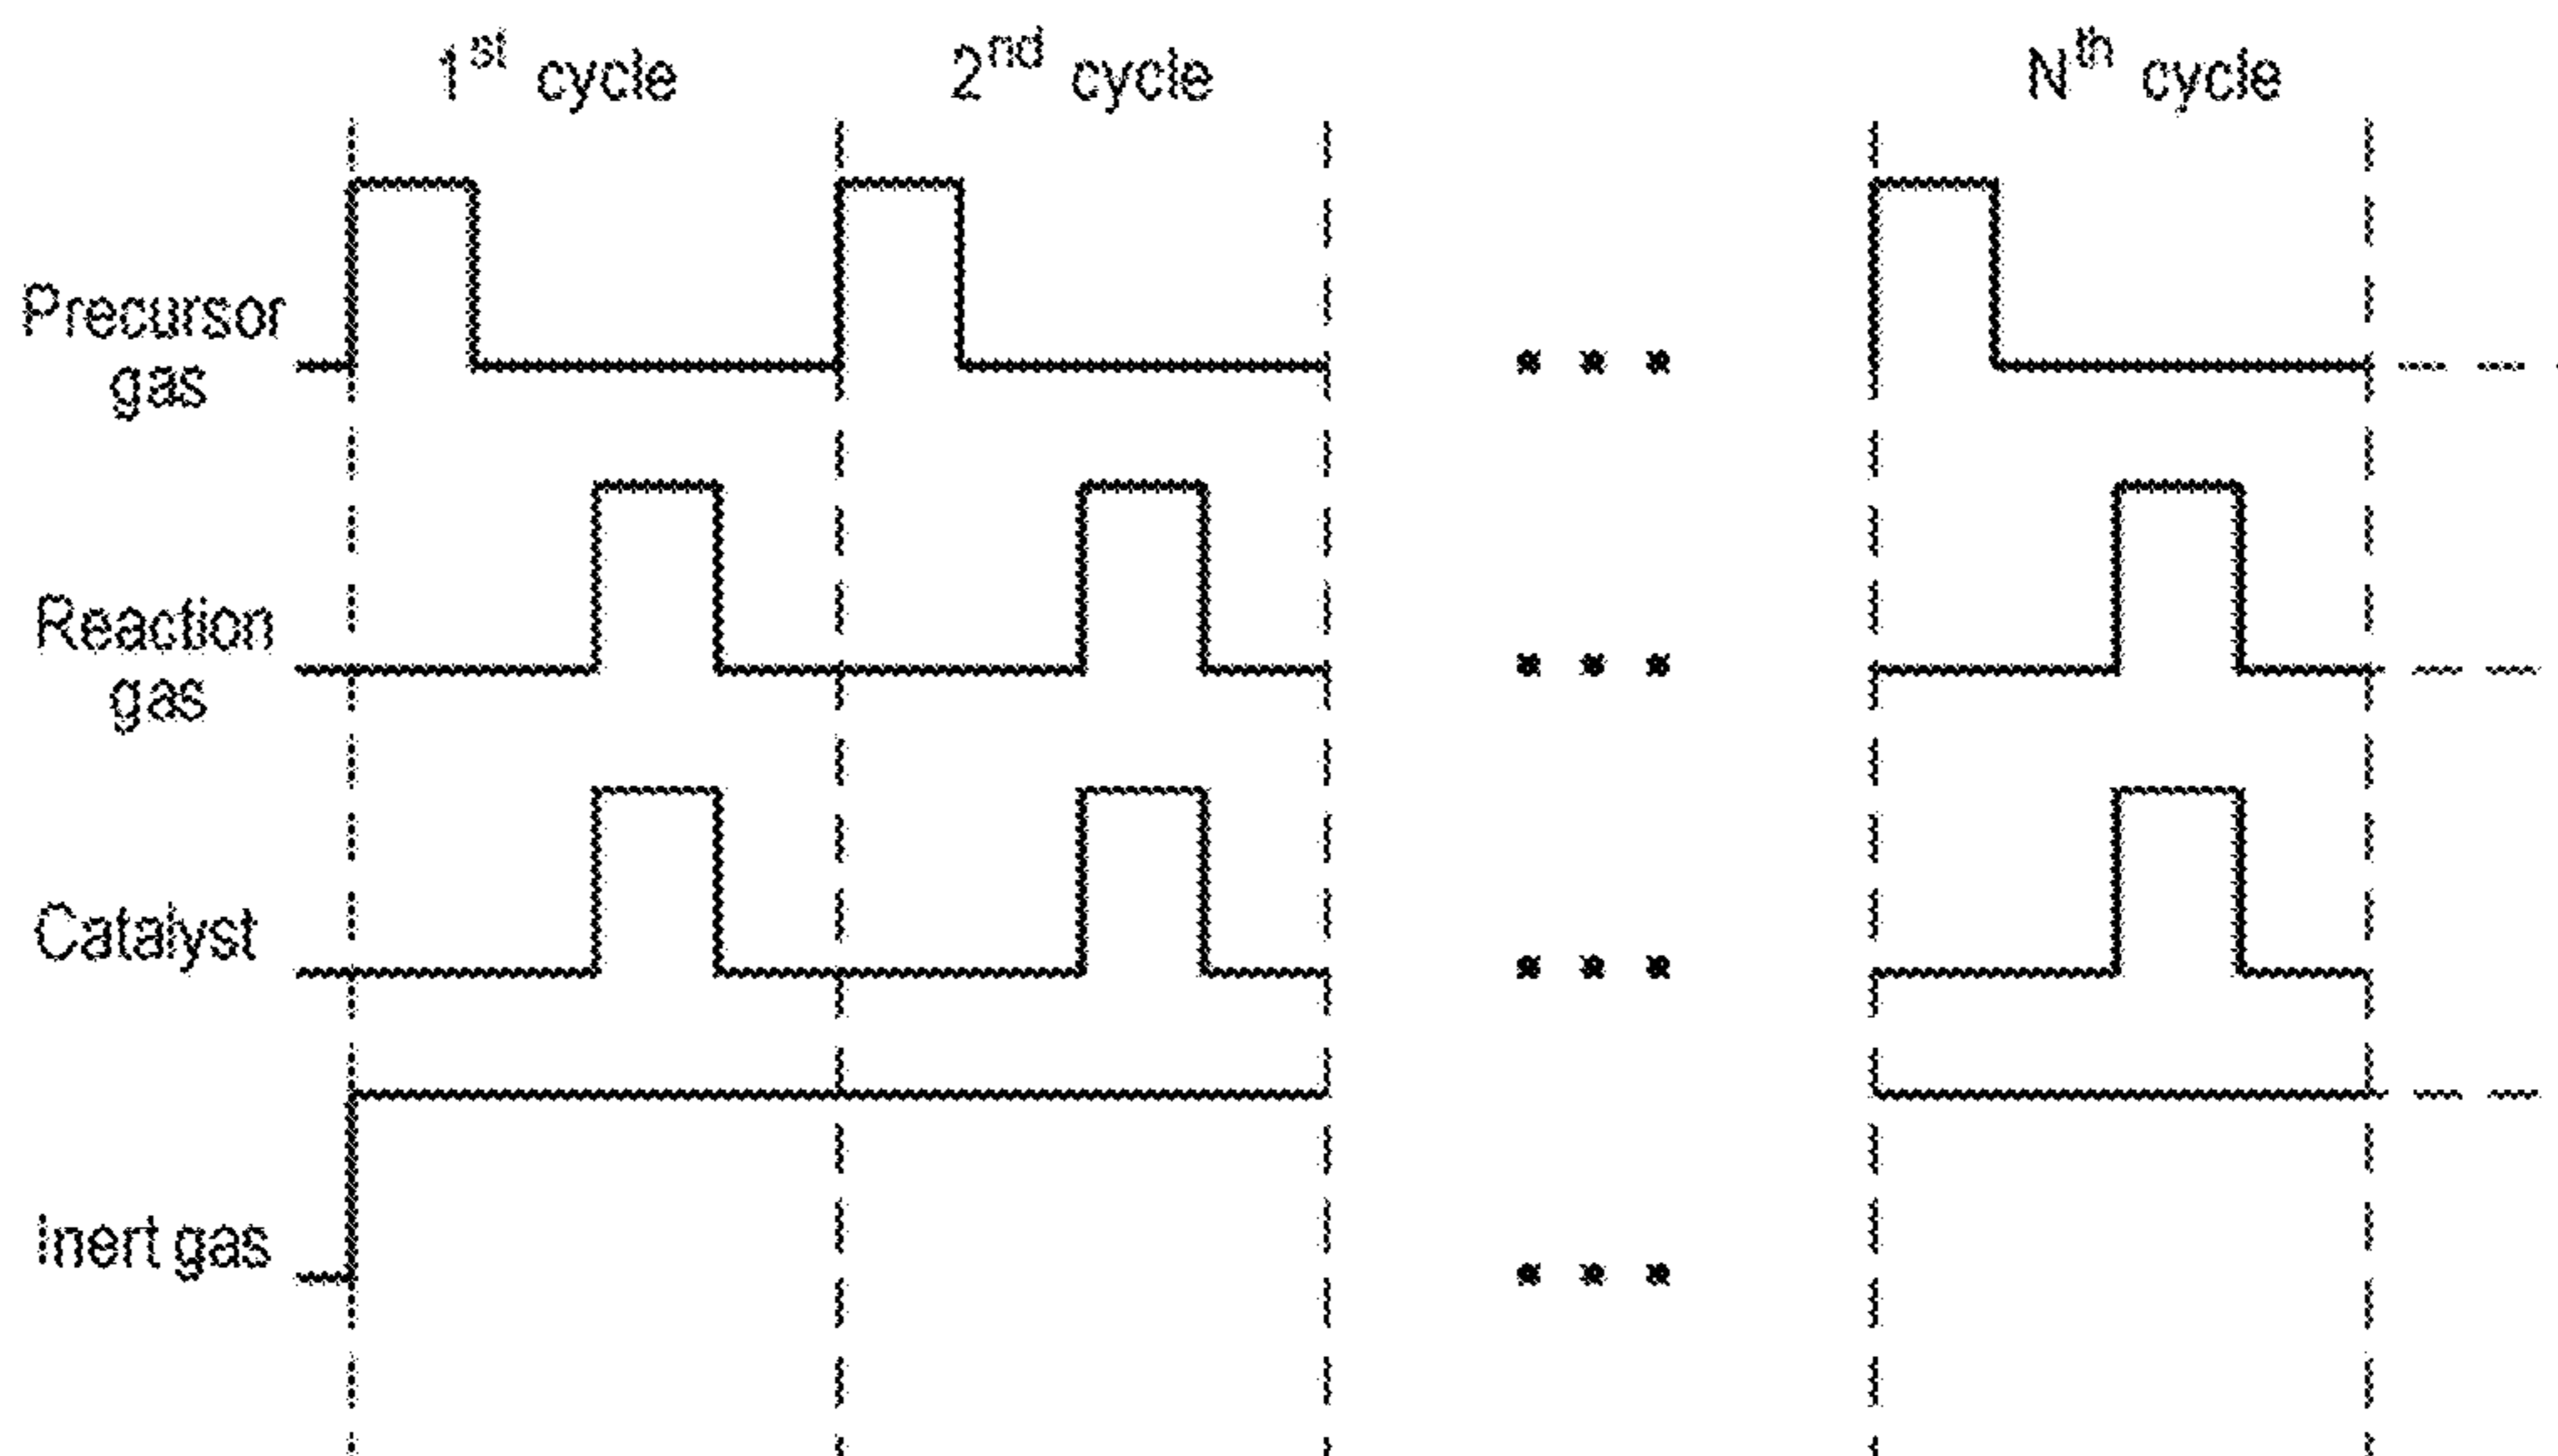 1st cycle 2nd cycle Nth cycle
Precursor
gas
Reaction
gas
Catalyst
Inert gas